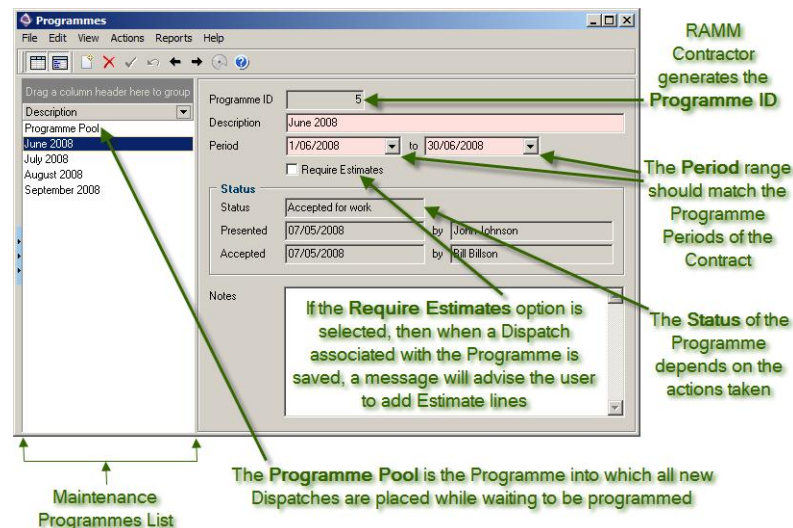 Programmes
File Edit View Actions Reports Help
Drag a column header here to group
Description
Programme Pool
June 2008
July 2008
August 2008
September 2008
Programme ID 5
Description June 2008
Period 1/06/2008 to 30/06/2008
Require Estimates
Status
Status Accepted for work
Presented 07/05/2008 by John Johnson
Accepted 07/05/2008 by Bill Billson
Notes
If the Require Estimates option is
selected, then when a Dispatch
associated with the Programme is
saved, a message will advise the user
to add Estimate lines
RAMM
Contractor
generates the
Programme ID
The Period range
should match the
Programme
Periods of the
Contract
The Status of the
Programme
depends on the
actions taken
The Programme Pool is the Programme into which all new
Dispatches are placed while waiting to be programmed
Maintenance
Programmes List